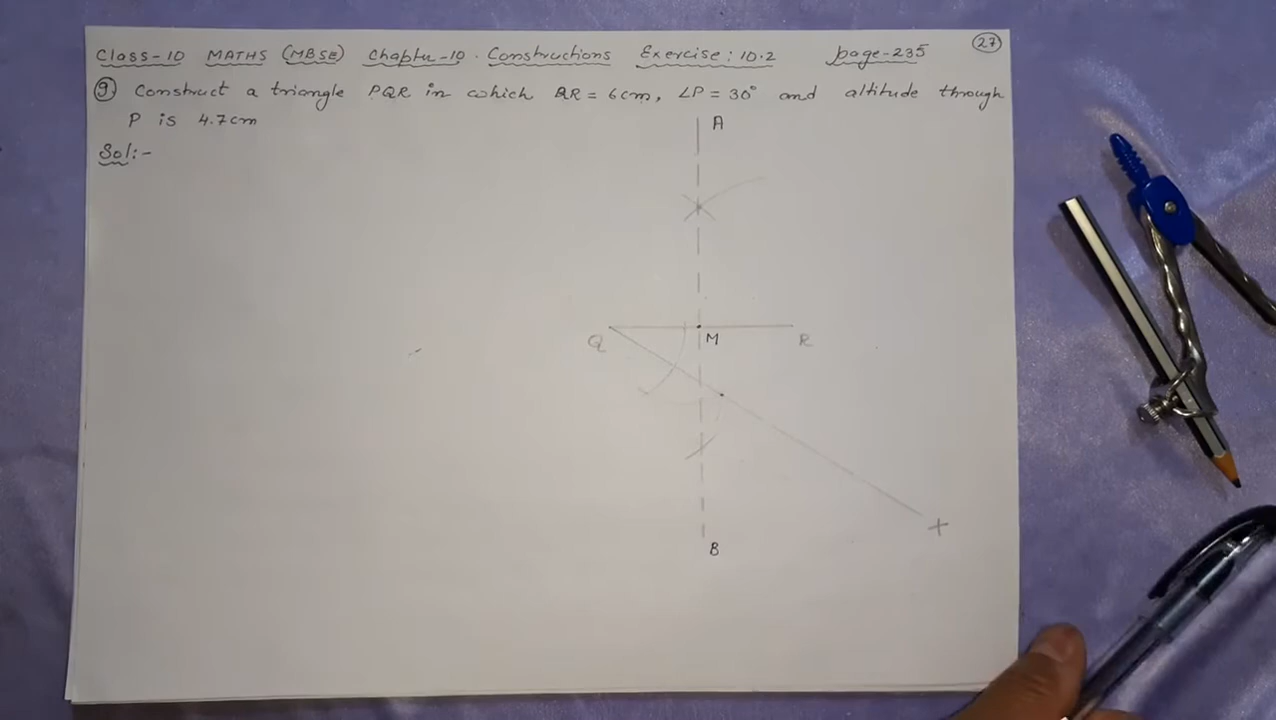 Class-10 MATHS (MBSE) Chapter-10. Constructions Exercise: 10.2 page-235 27
9 Construct a triangle PQR in which QR = 6cm, ∠P = 30° and altitude through
P is 4.7cm
A
Sol:-
Q M R
X
B